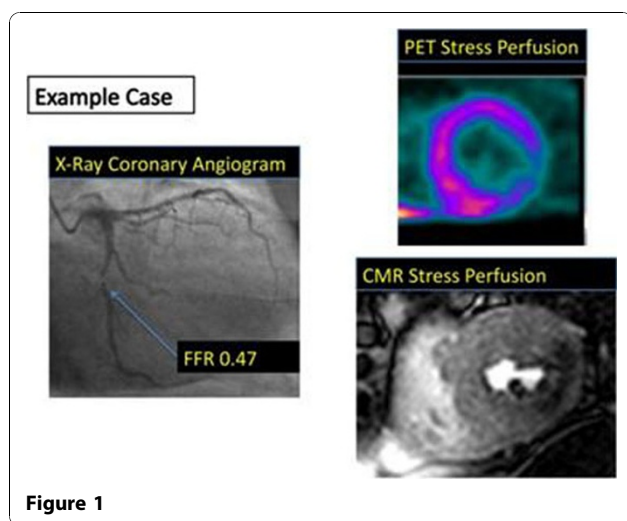 Example Case
X-Ray Coronary Angiogram
FFR 0.47
PET Stress Perfusion
CMR Stress Perfusion
Figure 1